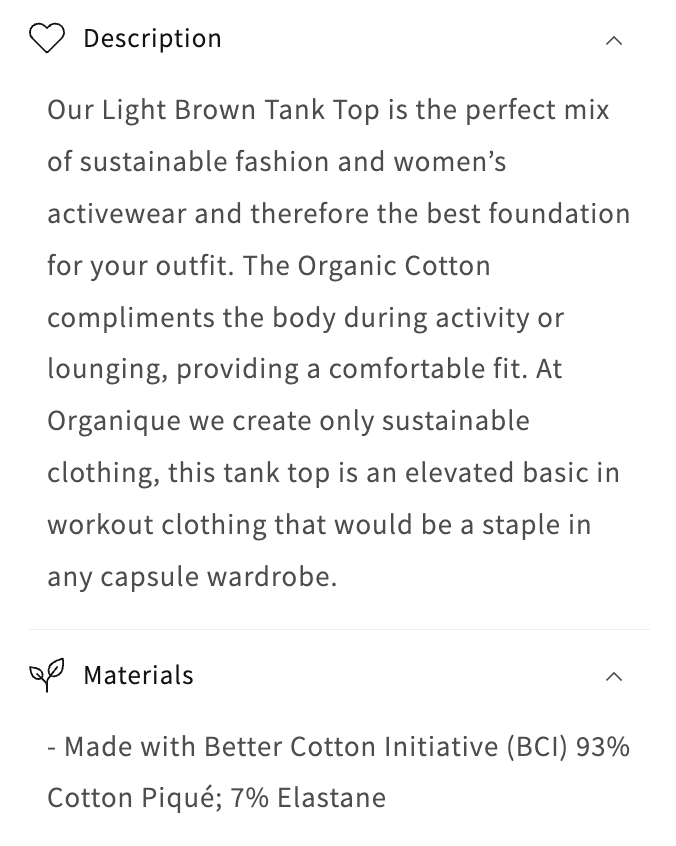 Description
Our Light Brown Tank Top is the perfect mix
of sustainable fashion and women’s
activewear and therefore the best foundation
for your outfit. The Organic Cotton
compliments the body during activity or
lounging, providing a comfortable fit. At
Organique we create only sustainable
clothing, this tank top is an elevated basic in
workout clothing that would be a staple in
any capsule wardrobe.
Materials
- Made with Better Cotton Initiative (BCI) 93%
Cotton Piqué; 7% Elastane